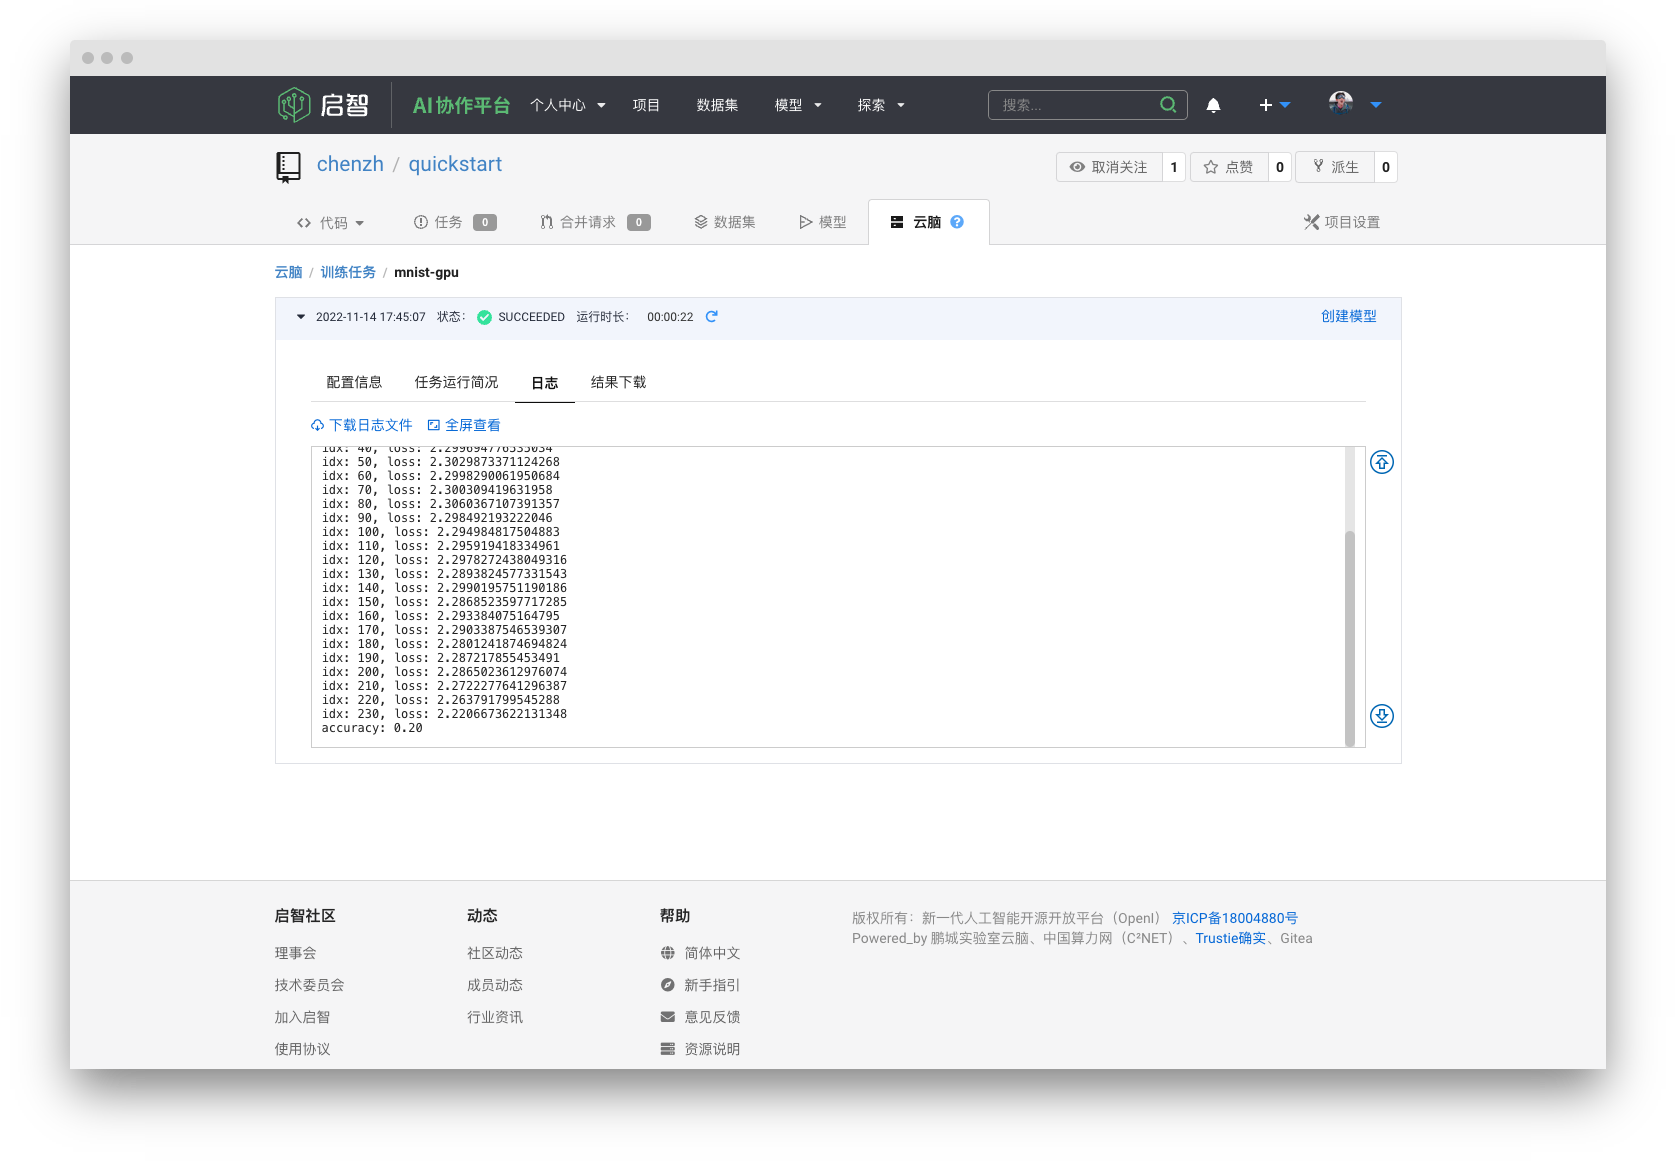 启智 AI协作平台 个人中心 项目 数据集 模型 探索 搜索...
chenzh / quickstart 取消关注 1 点赞 0 派生 0
代码 任务 0 合并请求 0 数据集 模型 云脑 ? 项目设置
云脑 / 训练任务 / mnist-gpu
2022-11-14 17:45:07 状态： SUCCEEDED 运行时长： 00:00:22 创建模型
配置信息 任务运行简况 日志 结果下载
下载日志文件 全屏查看
idx: 40, loss: 2.299694776535034
idx: 50, loss: 2.3029873371124268
idx: 60, loss: 2.2998290061950684
idx: 70, loss: 2.300309419631958
idx: 80, loss: 2.3060367107391357
idx: 90, loss: 2.298492193222046
idx: 100, loss: 2.294984817504883
idx: 110, loss: 2.295919418334961
idx: 120, loss: 2.2978272438049316
idx: 130, loss: 2.2893824577331543
idx: 140, loss: 2.2990195751190186
idx: 150, loss: 2.2868523597717285
idx: 160, loss: 2.293384075164795
idx: 170, loss: 2.2903387546539307
idx: 180, loss: 2.2801241874694824
idx: 190, loss: 2.287217855453491
idx: 200, loss: 2.2865023612976074
idx: 210, loss: 2.2722277641296387
idx: 220, loss: 2.263791799545288
idx: 230, loss: 2.2206673622131348
accuracy: 0.20
启智社区
理事会
技术委员会
加入启智
使用协议
动态
社区动态
成员动态
行业资讯
帮助
简体中文
新手指引
意见反馈
资源说明
版权所有：新一代人工智能开源开放平台（OpenI） 京ICP备18004880号
Powered_by 鹏城实验室云脑、中国算力网（C²NET）、Trustie确实、Gitea